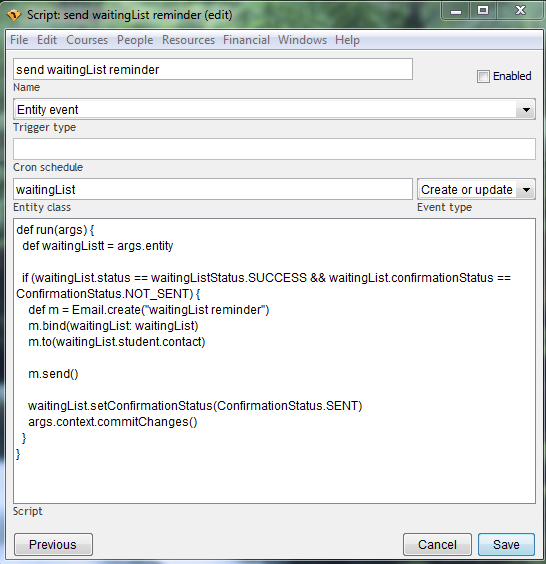 Script: send waitingList reminder (edit)
File Edit Courses People Resources Financial Windows Help
send waitingList reminder
Enabled
Name
Entity event
Trigger type
Cron schedule
waitingList Create or update
Entity class Event type
def run(args) {
def waitingListt = args.entity
if (waitingList.status == waitingListStatus.SUCCESS && waitingList.confirmationStatus ==
ConfirmationStatus.NOT_SENT) {
def m = Email.create("waitingList reminder")
m.bind(waitingList: waitingList)
m.to(waitingList.student.contact)
m.send()
waitingList.setConfirmationStatus(ConfirmationStatus.SENT)
args.context.commitChanges()
}
}
Script
Previous Cancel Save